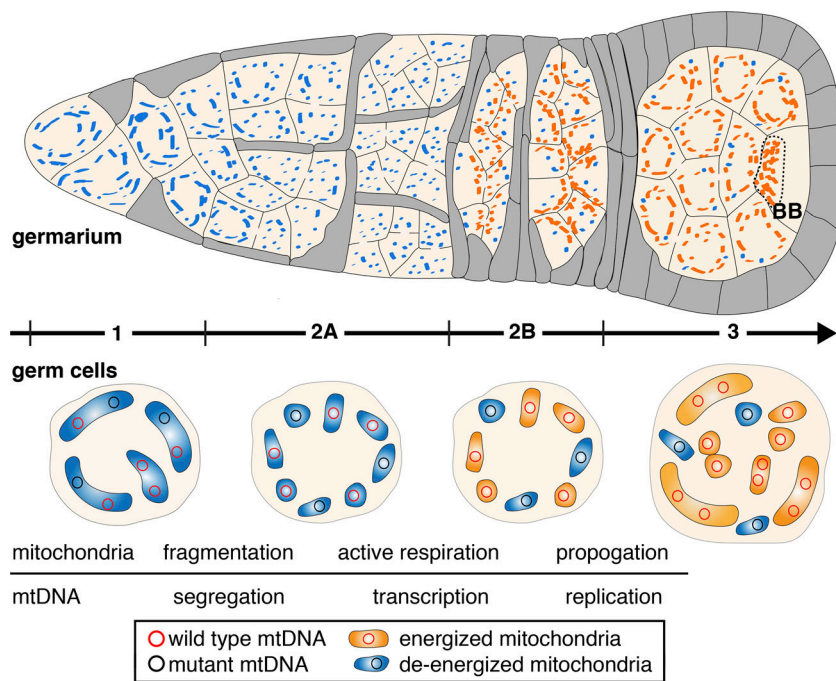 germarium
BB
1 2A 2B 3
germ cells
mitochondria fragmentation active respiration propogation
mtDNA segregation transcription replication
wild type mtDNA energized mitochondria
mutant mtDNA de-energized mitochondria